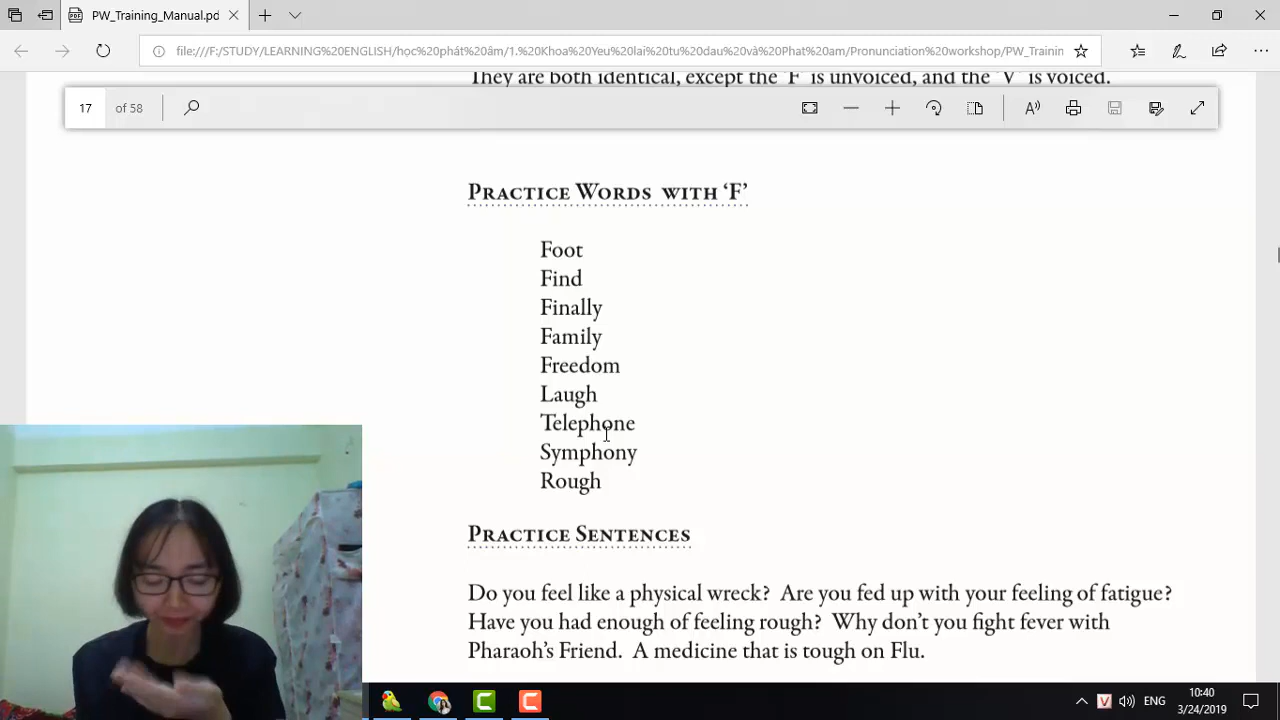 PW_Training_Manual.pd
file:///F:/STUDY/LEARNING%20ENGLISH/học%20phát%20âm/1.%20Khoa%20Yeu%20lai%20tu%20dau%20và%20Phat%20am/Pronunciation%20workshop/PW_Trainin
They are both identical, except the 'F' is unvoiced, and the 'V' is voiced.
17 of 58
Practice Words with ‘F’
Foot
Find
Finally
Family
Freedom
Laugh
Telephone
Symphony
Rough
Practice Sentences
Do you feel like a physical wreck? Are you fed up with your feeling of fatigue?
Have you had enough of feeling rough? Why don’t you fight fever with
Pharaoh’s Friend. A medicine that is tough on Flu.
ENG
10:40
3/24/2019